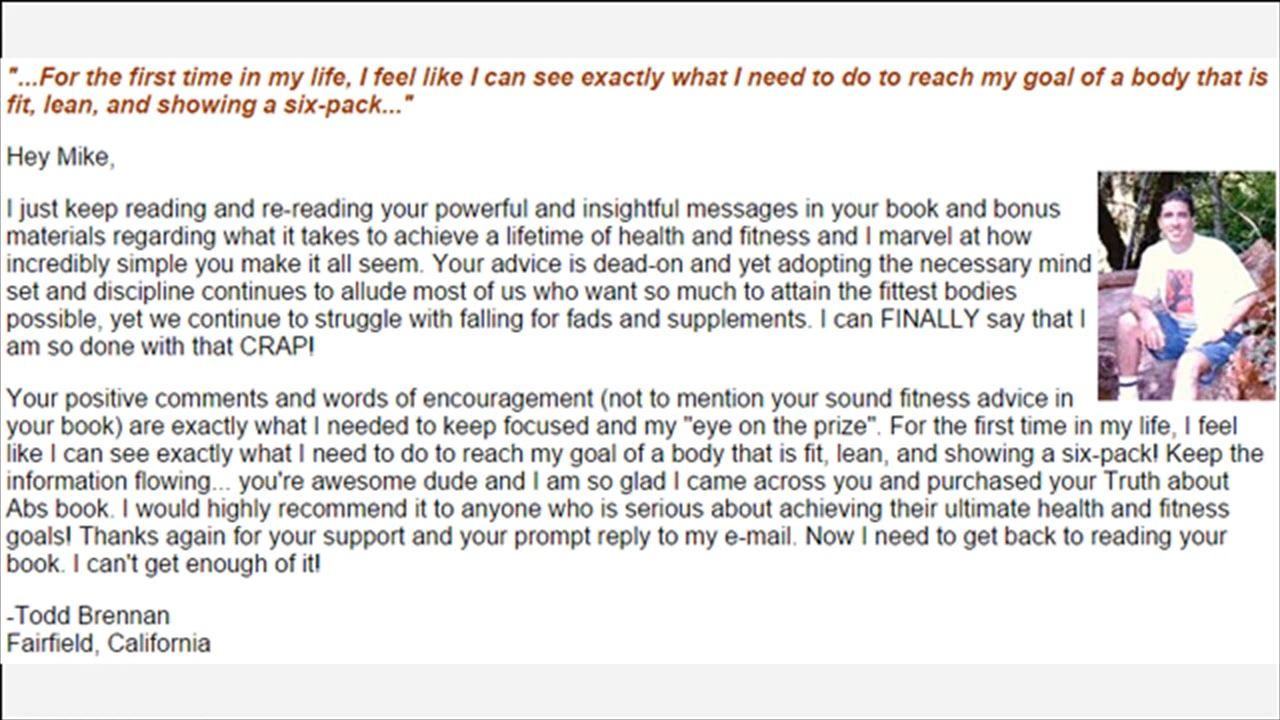 "...For the first time in my life, I feel like I can see exactly what I need to do to reach my goal of a body that is
fit, lean, and showing a six-pack..."
Hey Mike,
I just keep reading and re-reading your powerful and insightful messages in your book and bonus
materials regarding what it takes to achieve a lifetime of health and fitness and I marvel at how
incredibly simple you make it all seem. Your advice is dead-on and yet adopting the necessary mind
set and discipline continues to allude most of us who want so much to attain the fittest bodies
possible, yet we continue to struggle with falling for fads and supplements. I can FINALLY say that I
am so done with that CRAP!
Your positive comments and words of encouragement (not to mention your sound fitness advice in
your book) are exactly what I needed to keep focused and my "eye on the prize". For the first time in my life, I feel
like I can see exactly what I need to do to reach my goal of a body that is fit, lean, and showing a six-pack! Keep the
information flowing... you're awesome dude and I am so glad I came across you and purchased your Truth about
Abs book. I would highly recommend it to anyone who is serious about achieving their ultimate health and fitness
goals! Thanks again for your support and your prompt reply to my e-mail. Now I need to get back to reading your
book. I can't get enough of it!
-Todd Brennan
Fairfield, California